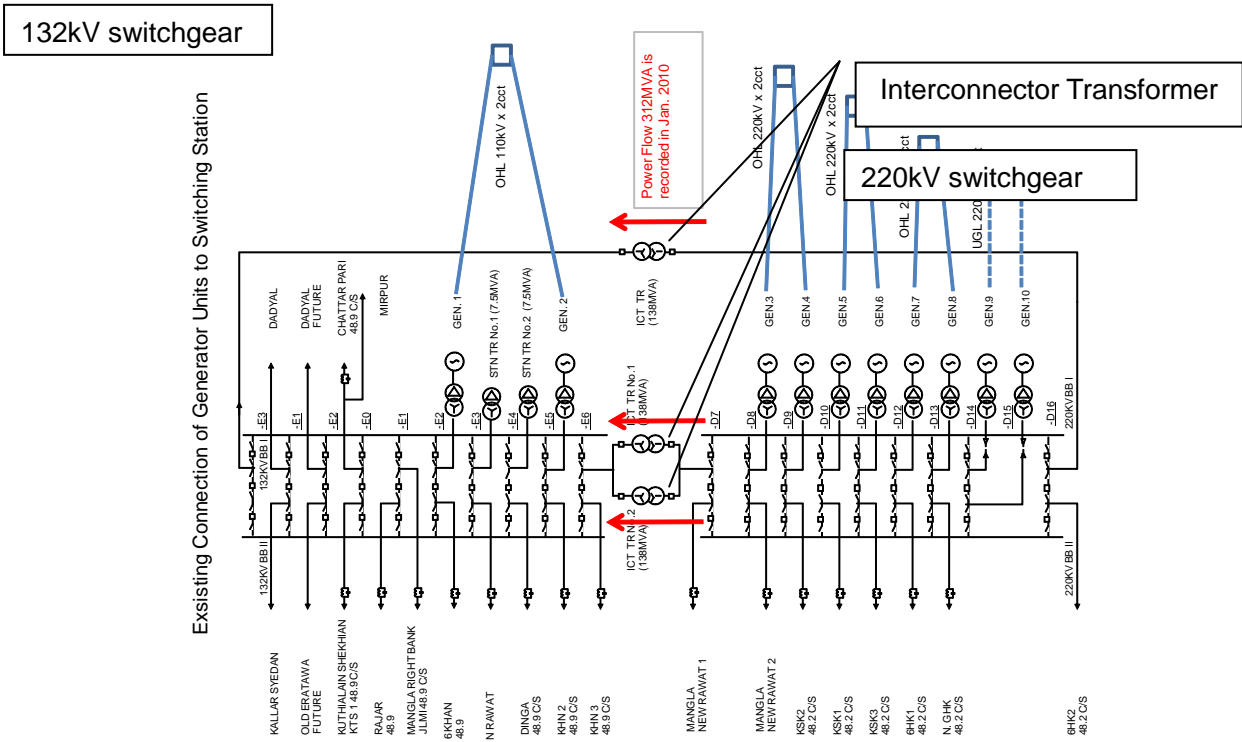 132kV switchgear
Interconnector Transformer
220kV switchgear
Exsisting Connection of Generator Units to Switching Station
Power Flow 312MVA is
recorded in Jan. 2010
OHL 110kV x 2cct
OHL 220kV x 2cct
OHL 220kV x 2cct
OHL 2
cct
UGL 220
DADYAL
DADYAL
FUTURE
CHATTAR PARI
48.9 C/S
MIRPUR
GEN. 1
STN TR No.1 (7.5MVA)
STN TR No.2 (7.5MVA)
GEN. 2
ICT TR
(138MVA)
GEN.3
GEN.4
GEN.5
GEN.6
GEN.7
GEN.8
GEN.9
GEN.10
-E3
-E1
-E2
-E0
-E1
-E2
-E3
-E4
-E5
-E6
ICT TR No.1
(138MVA)
-D7
-D8
-D9
-D10
-D11
-D12
-D13
-D14
-D15
-D16
132KV BB I
220KV BB I
132KV BB II
ICT TR No.2
(138MVA)
220KV BB II
KALLAR SYEDAN
OLD ERATAWA
FUTURE
KUTHIALAIN SHEKHIAN
KTS 1 48.9C/S
RAJAR
48.9
MANGLA RIGHT BANK
JLMI 48.9 C/S
6KHAN
48.9
N RAWAT
DINGA
48.9 C/S
KHN 2
48.9 C/S
KHN 3
48.9 C/S
MANGLA
NEW RAWAT 1
MANGLA
NEW RAWAT 2
KSK2
48.2 C/S
KSK1
48.2 C/S
KSK3
48.2 C/S
6HK1
48.2 C/S
N. GHK
48.2 C/S
6HK2
48.2 C/S